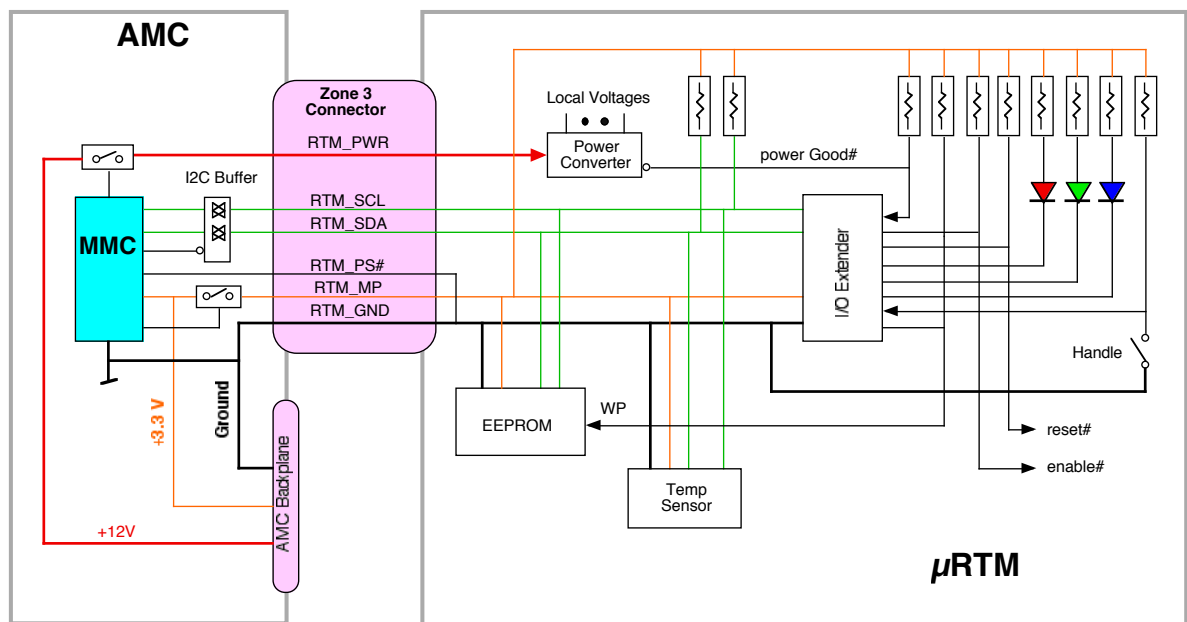 AMC
Zone 3
Connector
RTM_PWR
Local Voltages
Power
Converter
power Good#
I2C Buffer
RTM_SCL
RTM_SDA
MMC
RTM_PS#
RTM_MP
RTM_GND
I/O Extender
Handle
+3.3 V
Ground
EEPROM
WP
reset#
enable#
Temp
Sensor
AMC Backplane
+12V
µRTM